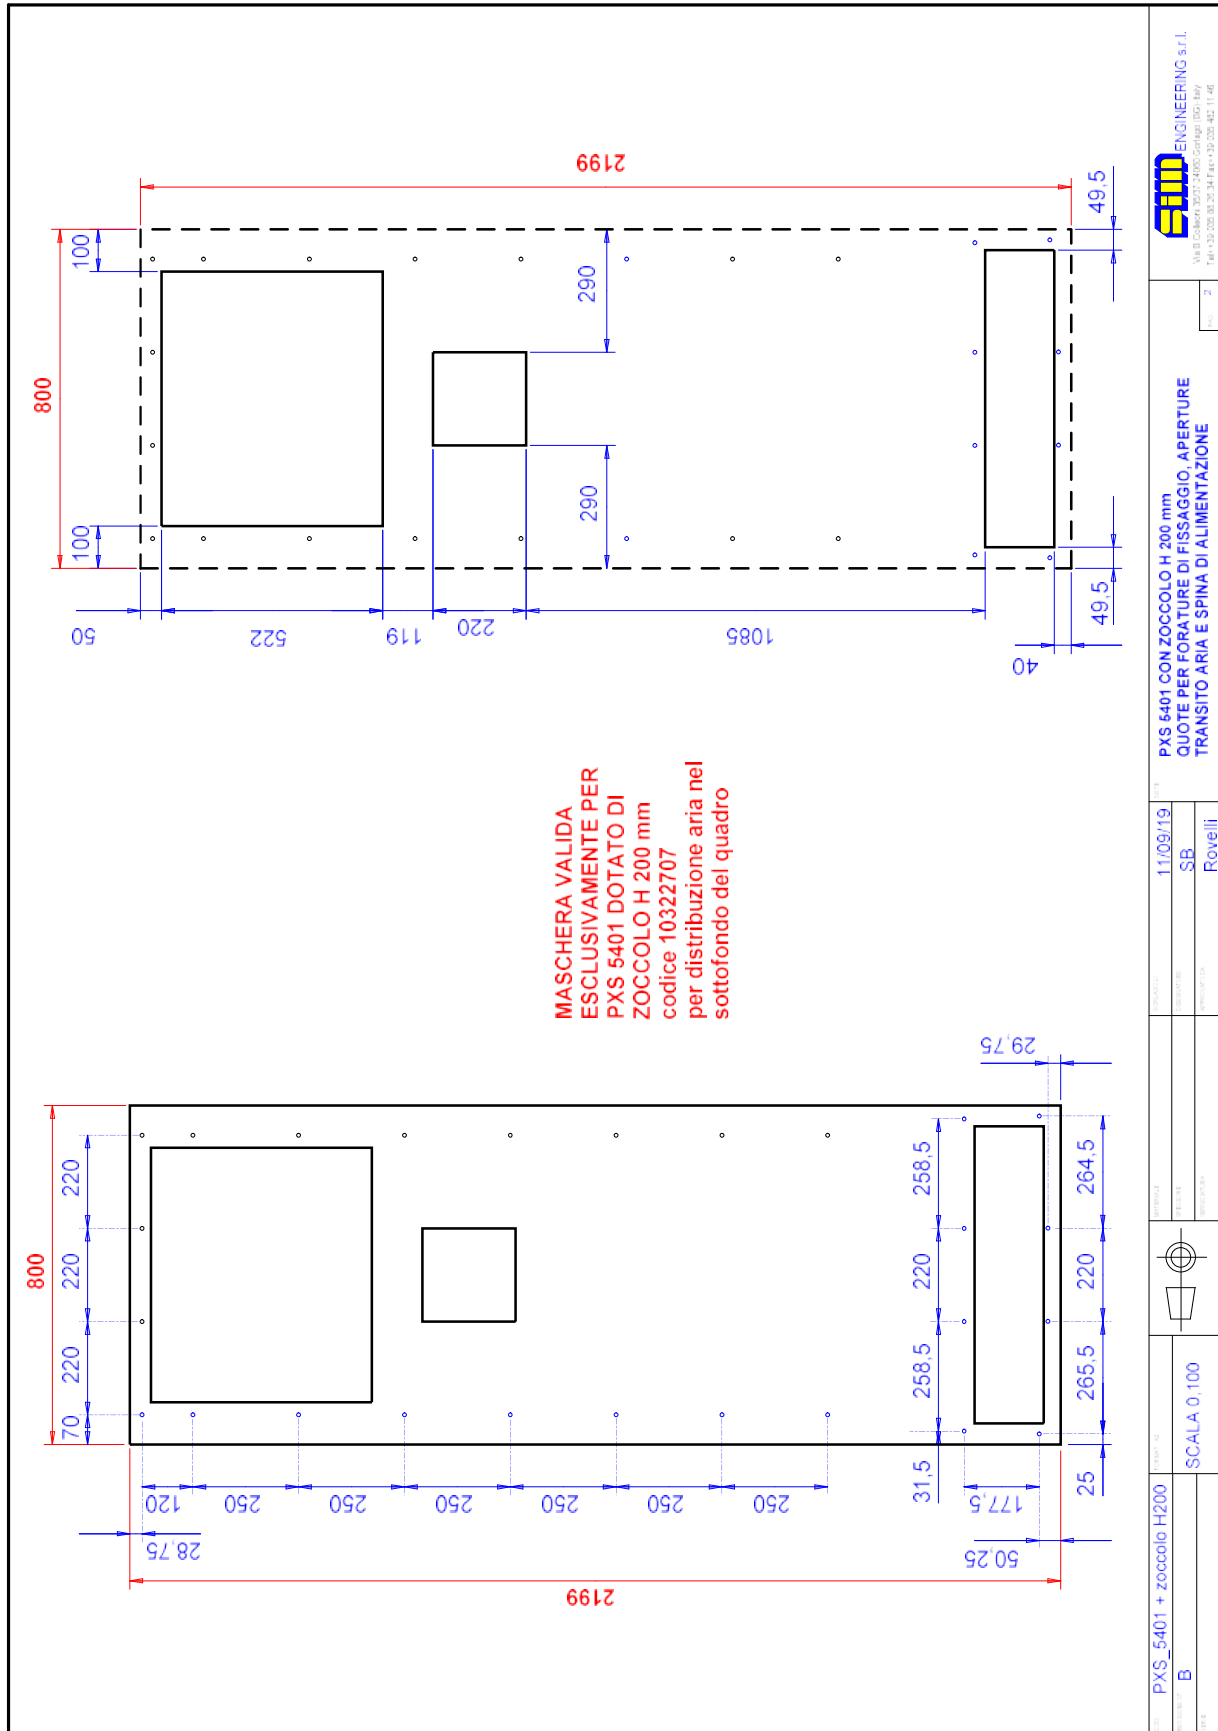 2199
800
100
100
290
290
49,5
49,5
50
522
119
220
1085
40
MASCHERA VALIDA
ESCLUSIVAMENTE PER
PXS 5401 DOTATO DI
ZOCCOLO H 200 mm
codice 10322707
per distribuzione aria nel
sottofondo del quadro
800
70
220
220
220
31,5
258,5
220
258,5
25
265,5
220
264,5
29,75
28,75
120
250
250
250
250
250
250
177,5
50,25
2199
PXS_5401 + zoccolo H200
B
SCALA 0,100
11/09/19
SB
Rovelli
PXS 5401 CON ZOCCOLO H 200 mm
QUOTE PER FORATURE DI FISSAGGIO, APERTURE
TRANSITO ARIA E SPINA DI ALIMENTAZIONE
2
sim ENGINEERING s.r.l.